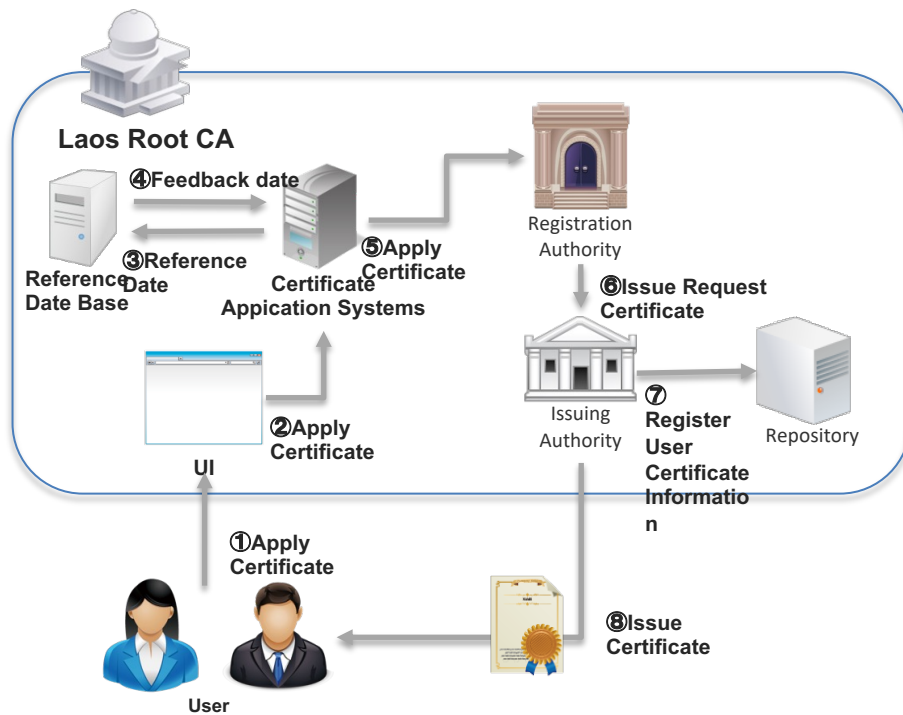 Laos Root CA
④Feedback date
③Reference
Date
Reference
Date Base
Certificate
Appication Systems
⑤Apply
Certificate
Registration
Authority
⑥Issue Request
Certificate
②Apply
Certificate
UI
Issuing
Authority
⑦
Register
User
Certificate
Informatio
n
Repository
①Apply
Certificate
⑧Issue
Certificate
User